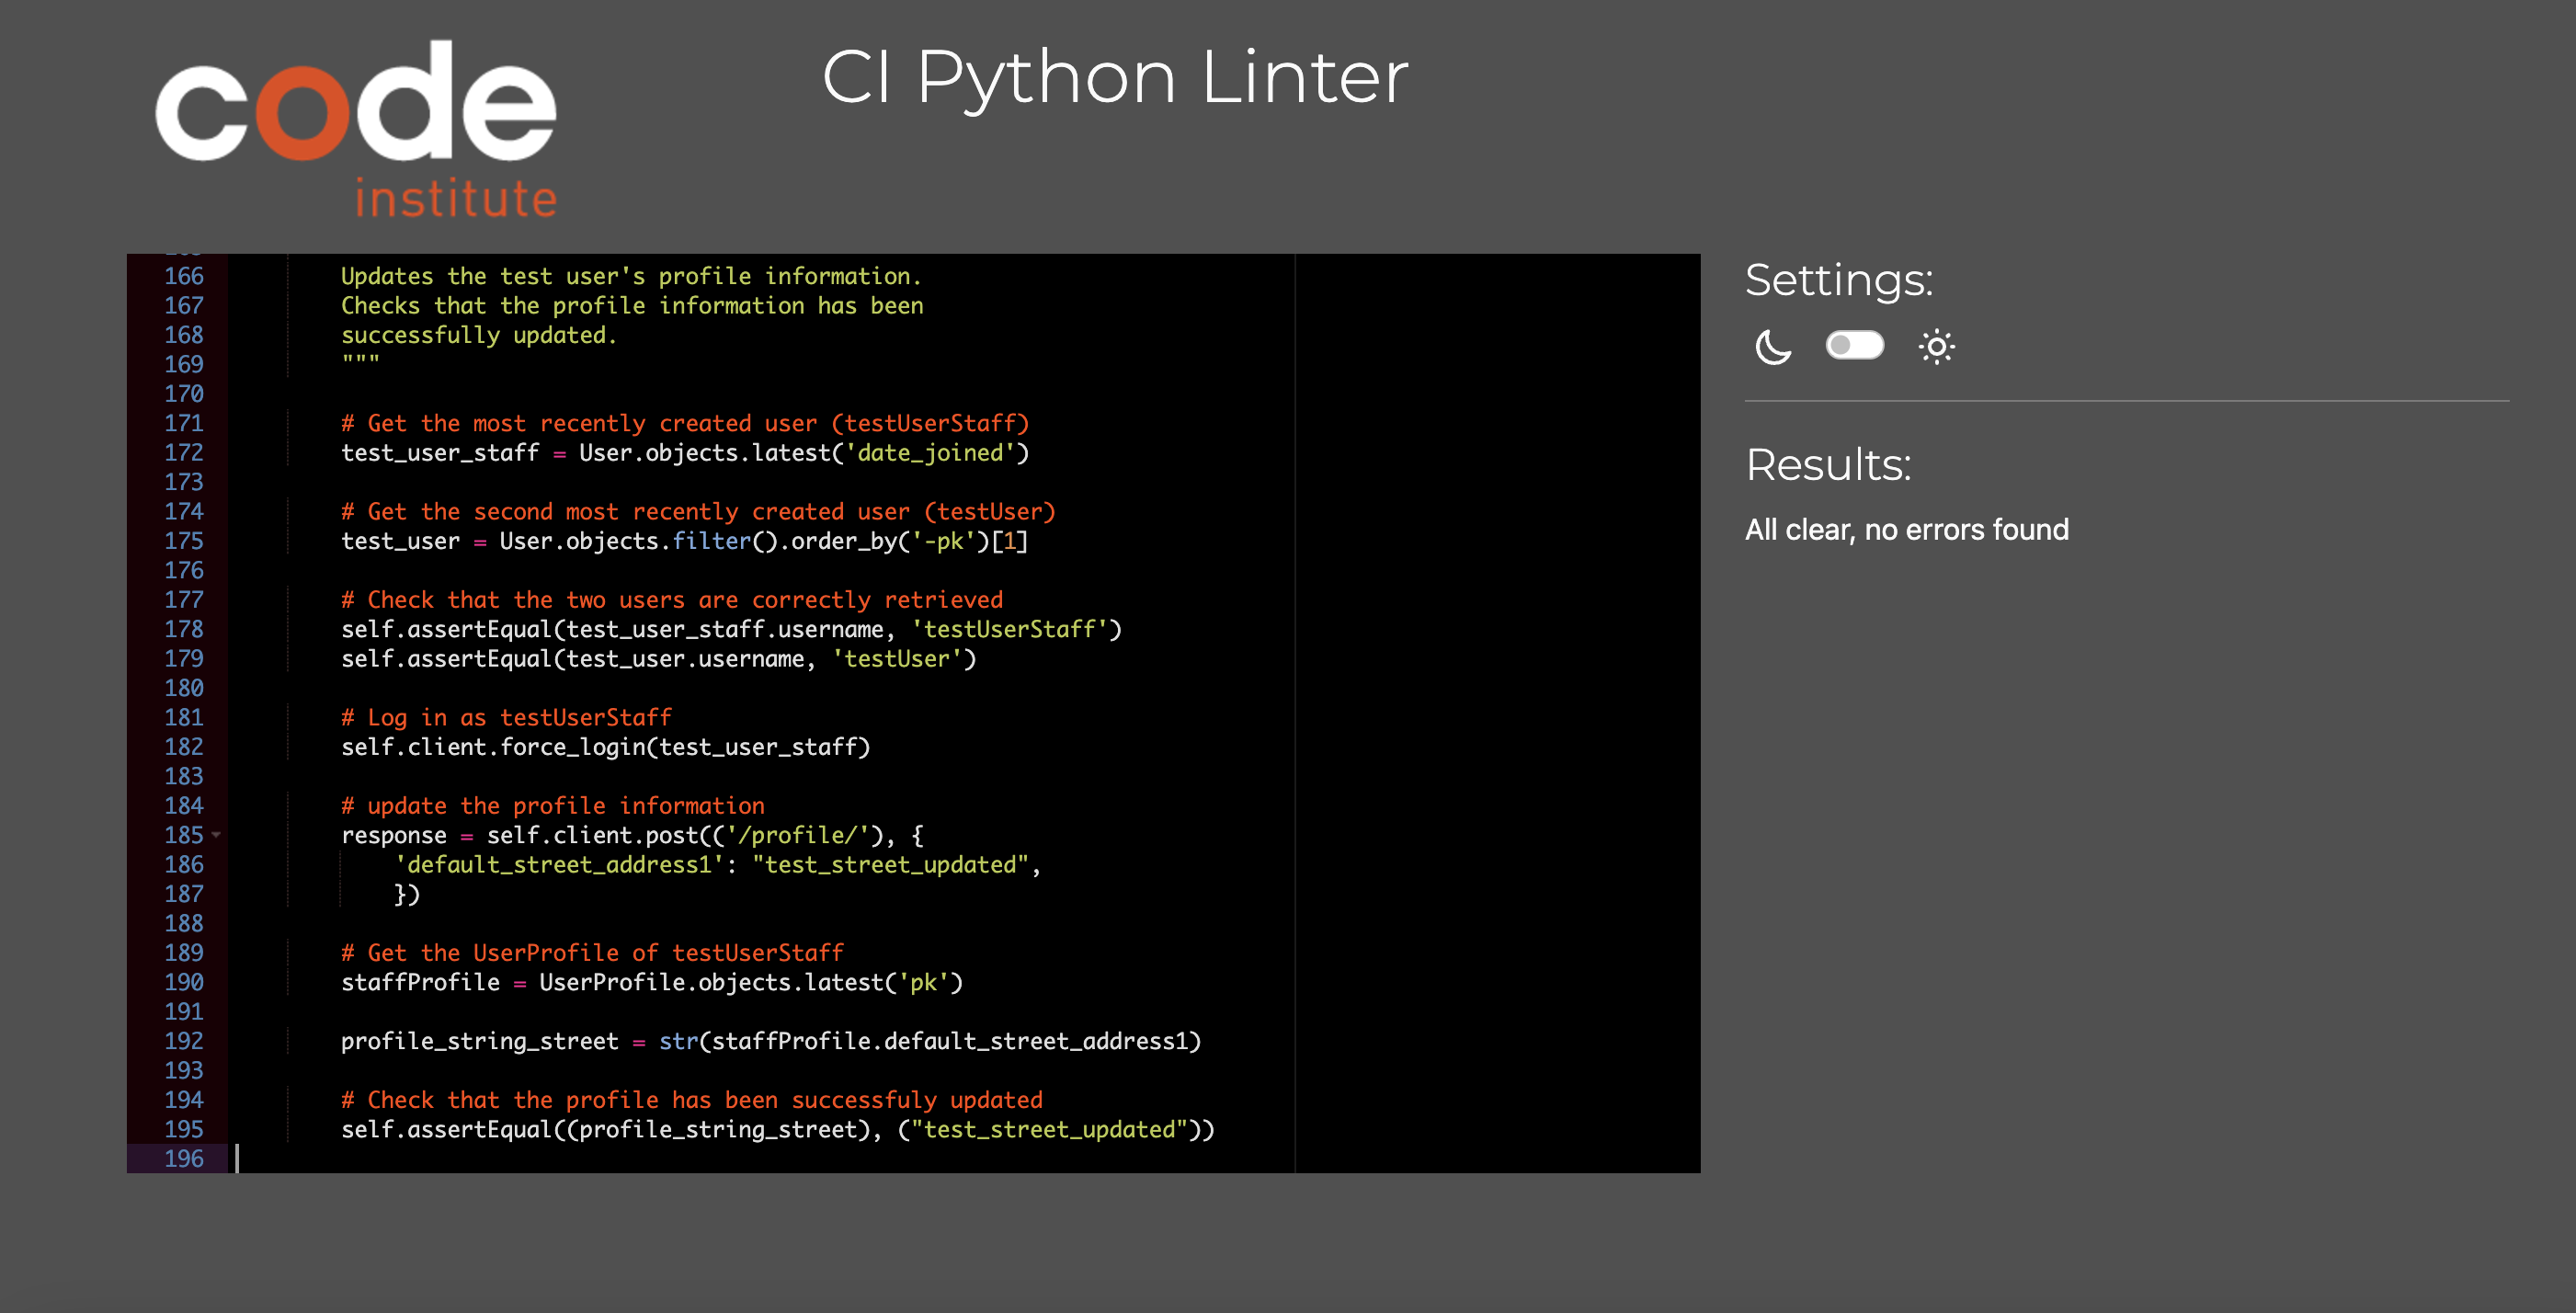 code
institute
CI Python Linter
166 Updates the test user's profile information.
167 Checks that the profile information has been
168 successfully updated.
169 """
170
171 # Get the most recently created user (testUserStaff)
172 test_user_staff = User.objects.latest('date_joined')
173
174 # Get the second most recently created user (testUser)
175 test_user = User.objects.filter().order_by('-pk')[1]
176
177 # Check that the two users are correctly retrieved
178 self.assertEqual(test_user_staff.username, 'testUserStaff')
179 self.assertEqual(test_user.username, 'testUser')
180
181 # Log in as testUserStaff
182 self.client.force_login(test_user_staff)
183
184 # update the profile information
185 response = self.client.post(('/profile/'), {
186 'default_street_address1': "test_street_updated",
187 })
188
189 # Get the UserProfile of testUserStaff
190 staffProfile = UserProfile.objects.latest('pk')
191
192 profile_string_street = str(staffProfile.default_street_address1)
193
194 # Check that the profile has been successfuly updated
195 self.assertEqual((profile_string_street), ("test_street_updated"))
196
Settings:
Results:
All clear, no errors found